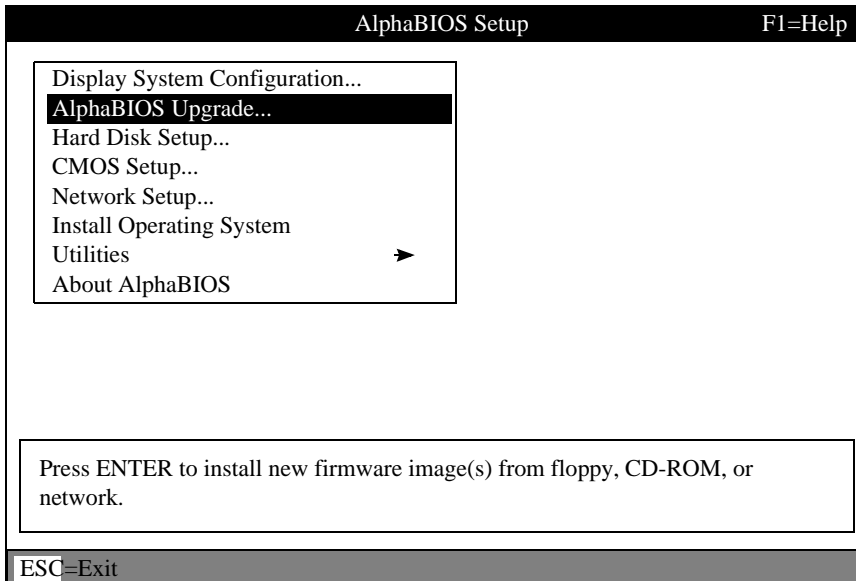 AlphaBIOS Setup F1=Help
Display System Configuration...
AlphaBIOS Upgrade...
Hard Disk Setup...
CMOS Setup...
Network Setup...
Install Operating System
Utilities
About AlphaBIOS
Press ENTER to install new firmware image(s) from floppy, CD-ROM, or
network.
ESC=Exit